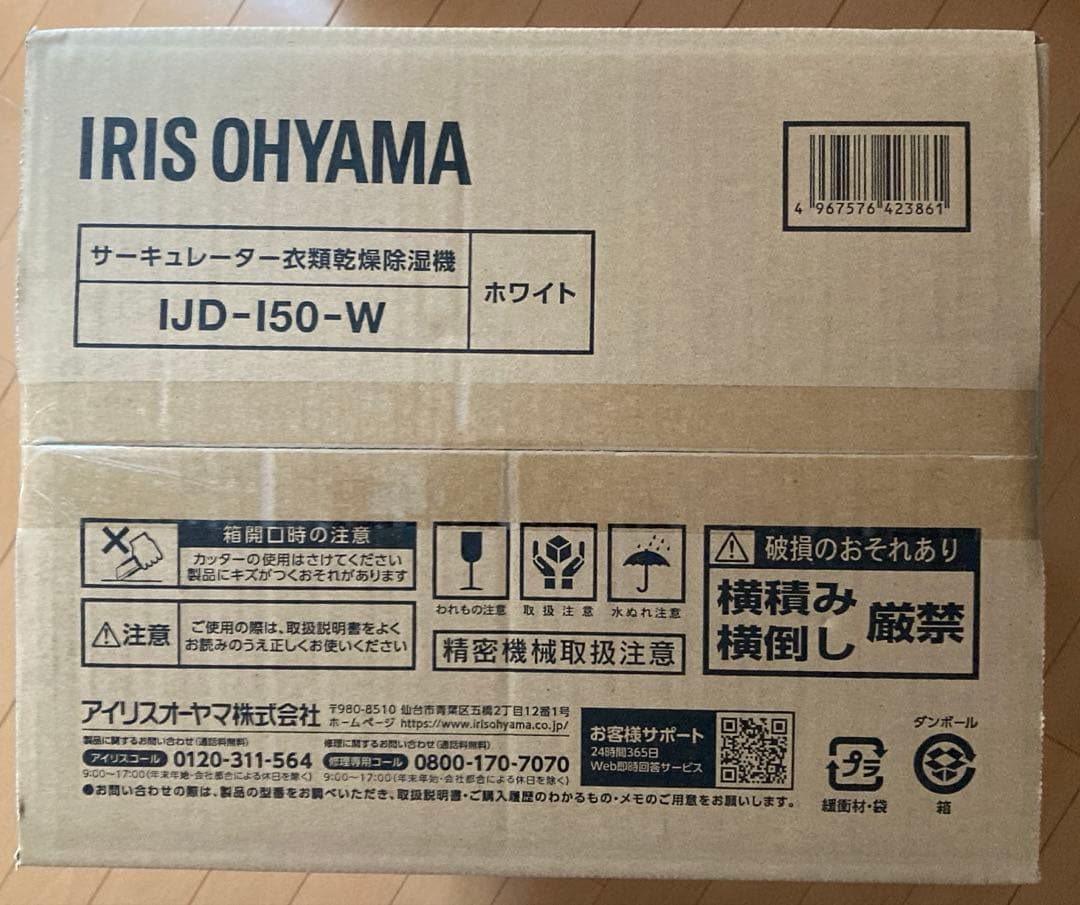 IRIS OHYAMA
サーキュレーター衣類乾燥除湿機
IJD-I50-W
ホワイト
4 967576 423861
箱開口時の注意
カッターの使用はさけてください
製品にキズがつくおそれがあります
注意
ご使用の際は、取扱説明書をよく
お読みのうえ正しくお使いください
われもの注意
取扱注意
水ぬれ注意
精密機械取扱注意
破損のおそれあり
横積み
横倒し
厳禁
アイリスオーヤマ株式会社
〒980-8510 仙台市青葉区五橋2丁目12番1号
ホームページ https://www.irisohyama.co.jp/
製品に関するお問い合わせ(通話料無料)
アイリスコール 0120-311-564
9:00~17:00(年末年始・会社都合による休日を除く)
修理に関するお問い合わせ(通話料無料)
修理専用コール 0800-170-7070
9:00~17:00(年末年始・会社都合による休日を除く)
●お問い合わせの際は、製品の型番をお調べいただき、取扱説明書・ご購入履歴のわかるもの・メモのご用意をお願いします。
お客様サポート
24時間365日
Web即時回答サービス
プラ
緩衝材・袋
ダンボール
箱